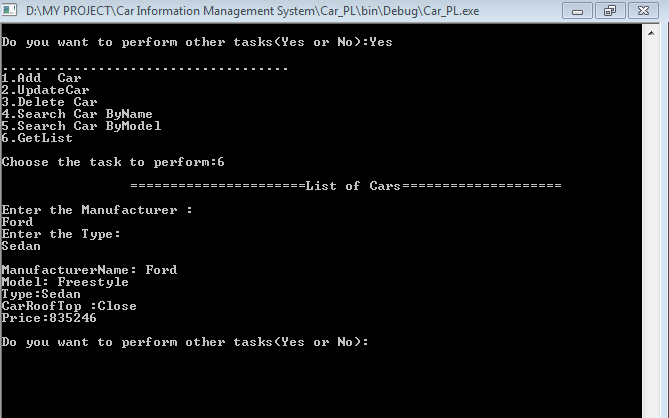 D:\MY PROJECT\Car Information Management System\Car_PL\bin\Debug\Car_PL.exe
Do you want to perform other tasks(Yes or No):Yes
....................................
1.Add  Car
2.UpdateCar
3.Delete Car
4.Search Car ByName
5.Search Car ByModel
6.GetList
Choose the task to perform:6
======================List of Cars====================
Enter the Manufacturer :
Ford
Enter the Type:
Sedan
ManufacturerName: Ford
Model: Freestyle
Type:Sedan
CarRoofTop :Close
Price:835246
Do you want to perform other tasks(Yes or No):